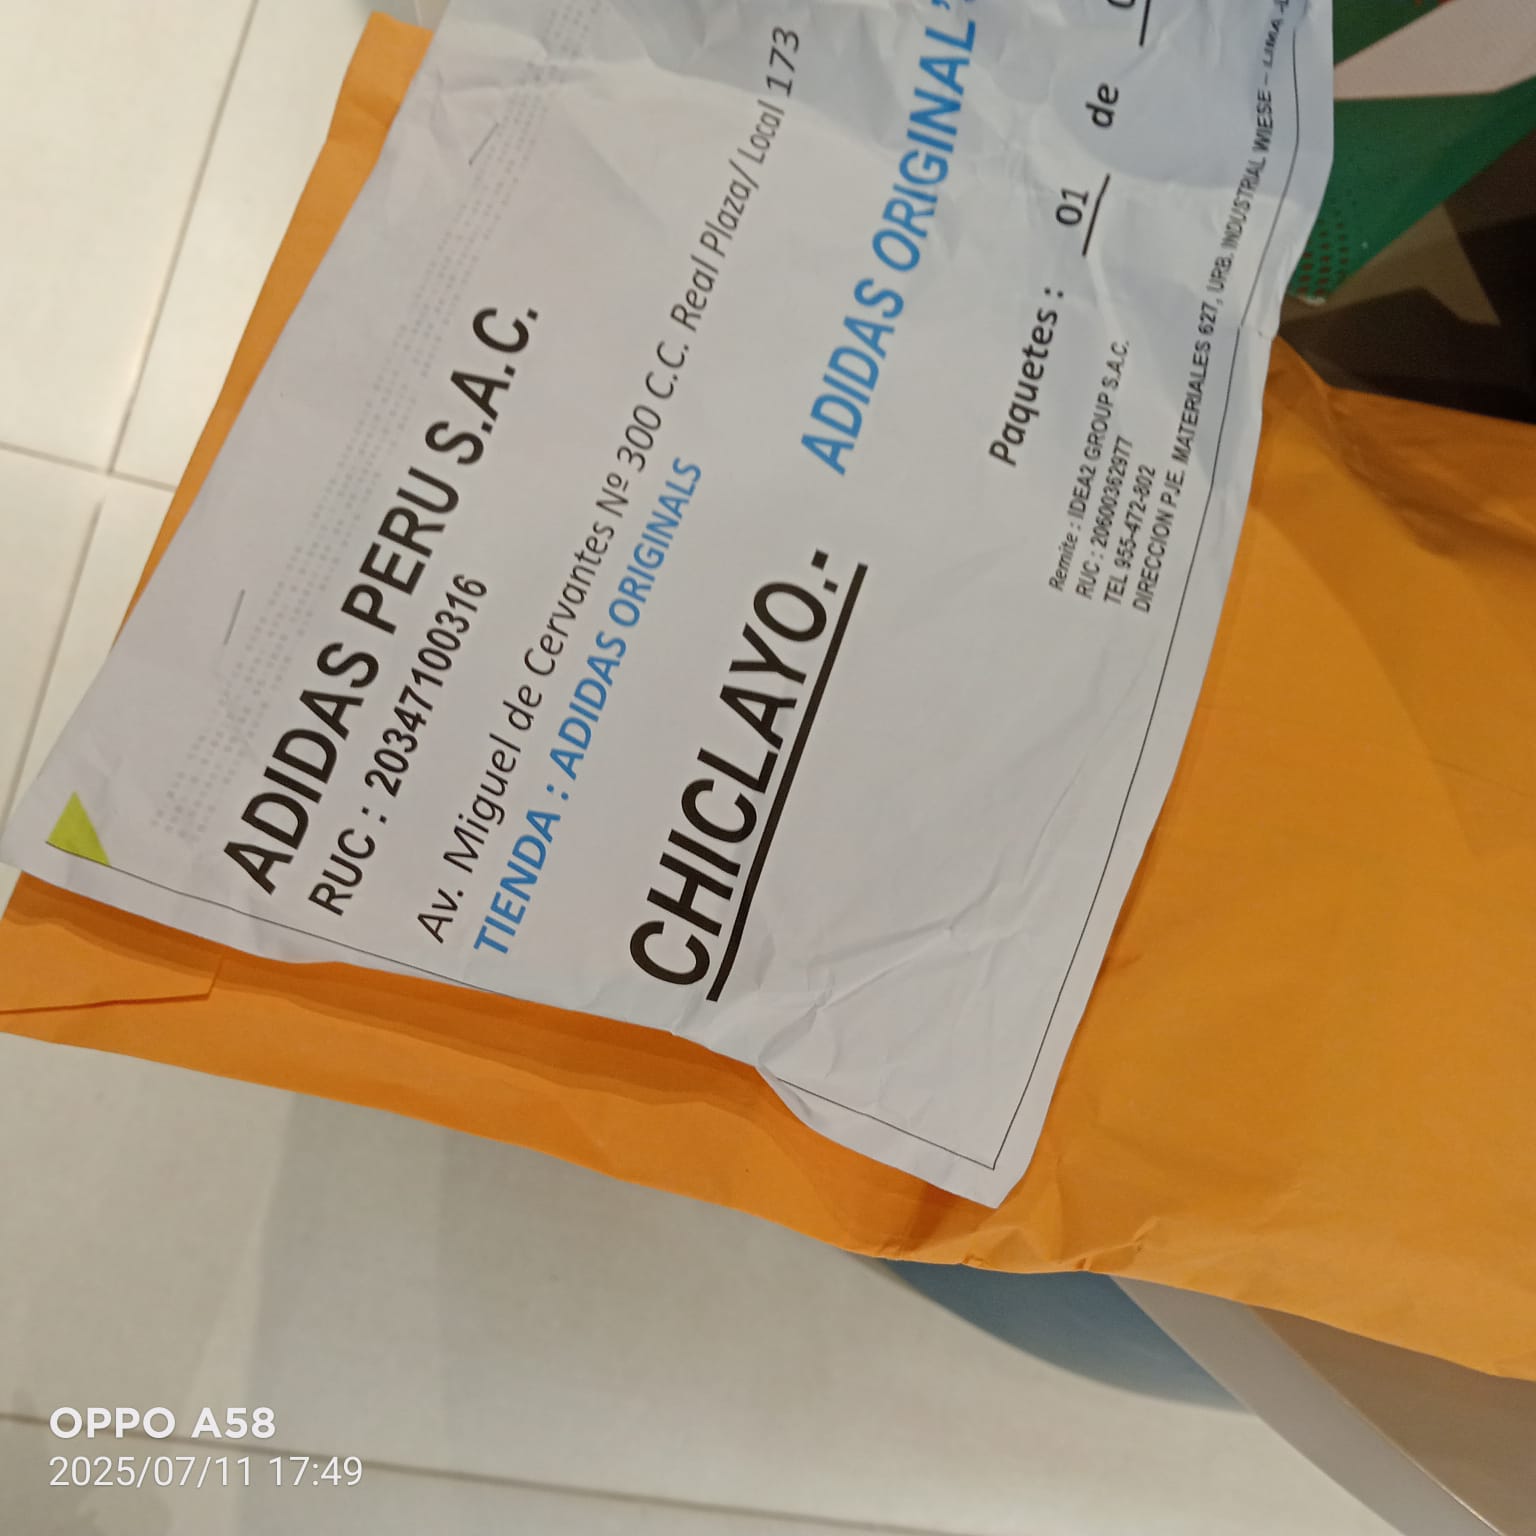 ADIDAS PERU S.A.C.
RUC : 20347100316
Av. Miguel de Cervantes Nº 300 C.C. Real Plaza/ Local 173
TIENDA : ADIDAS ORIGINALS
CHICLAYO.- ADIDAS ORIGINAL'
Paquetes : 01 de
Remite : IDEA2 GROUP S.A.C.
RUC : 20600362977
TEL 955-472-802
DIRECCION PJE. MATERIALES 627, URB. INDUSTRIAL WIESE – LIMA -
OPPO A58
2025/07/11 17:49